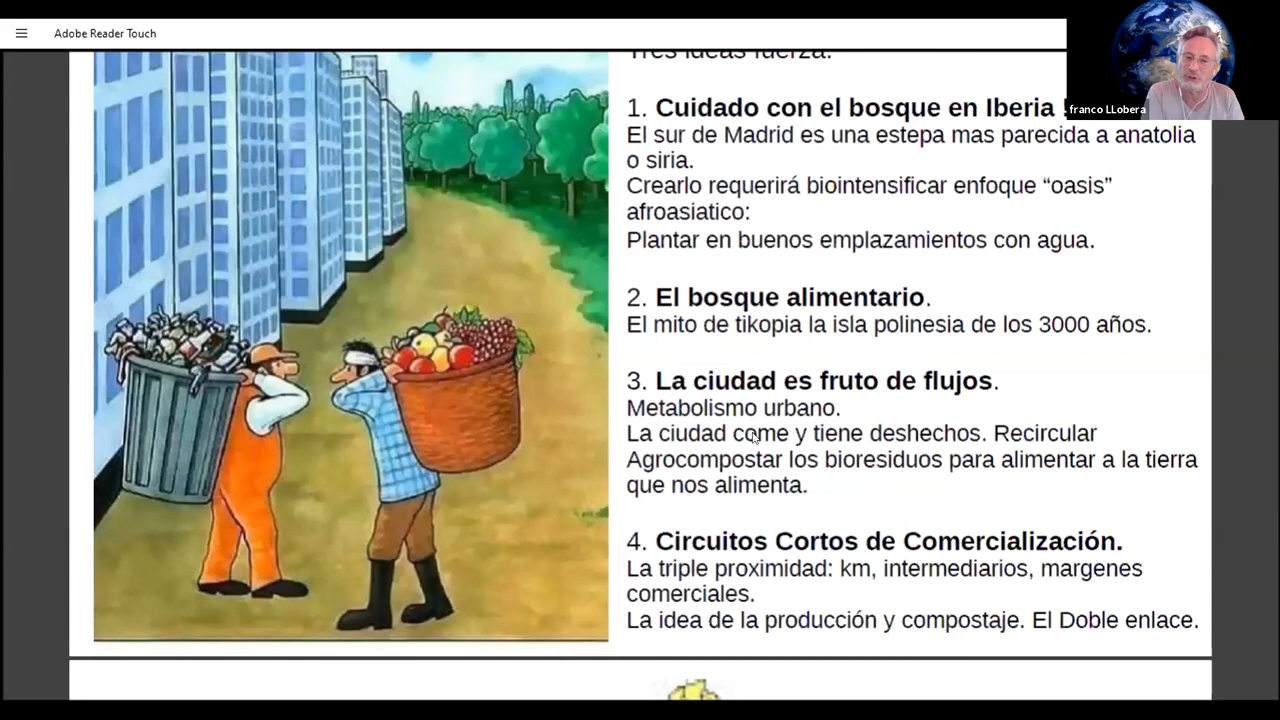 Adobe Reader Touch
franco LLobera
Tres ideas fuerza:
1. Cuidado con el bosque en Iberia
El sur de Madrid es una estepa mas parecida a anatolia
o siria.
Crearlo requerirá biointensificar enfoque “oasis”
afroasiatico:
Plantar en buenos emplazamientos con agua.
2. El bosque alimentario.
El mito de tikopia la isla polinesia de los 3000 años.
3. La ciudad es fruto de flujos.
Metabolismo urbano.
La ciudad come y tiene deshechos. Recircular
Agrocompostar los bioresiduos para alimentar a la tierra
que nos alimenta.
4. Circuitos Cortos de Comercialización.
La triple proximidad: km, intermediarios, margenes
comerciales.
La idea de la producción y compostaje. El Doble enlace.